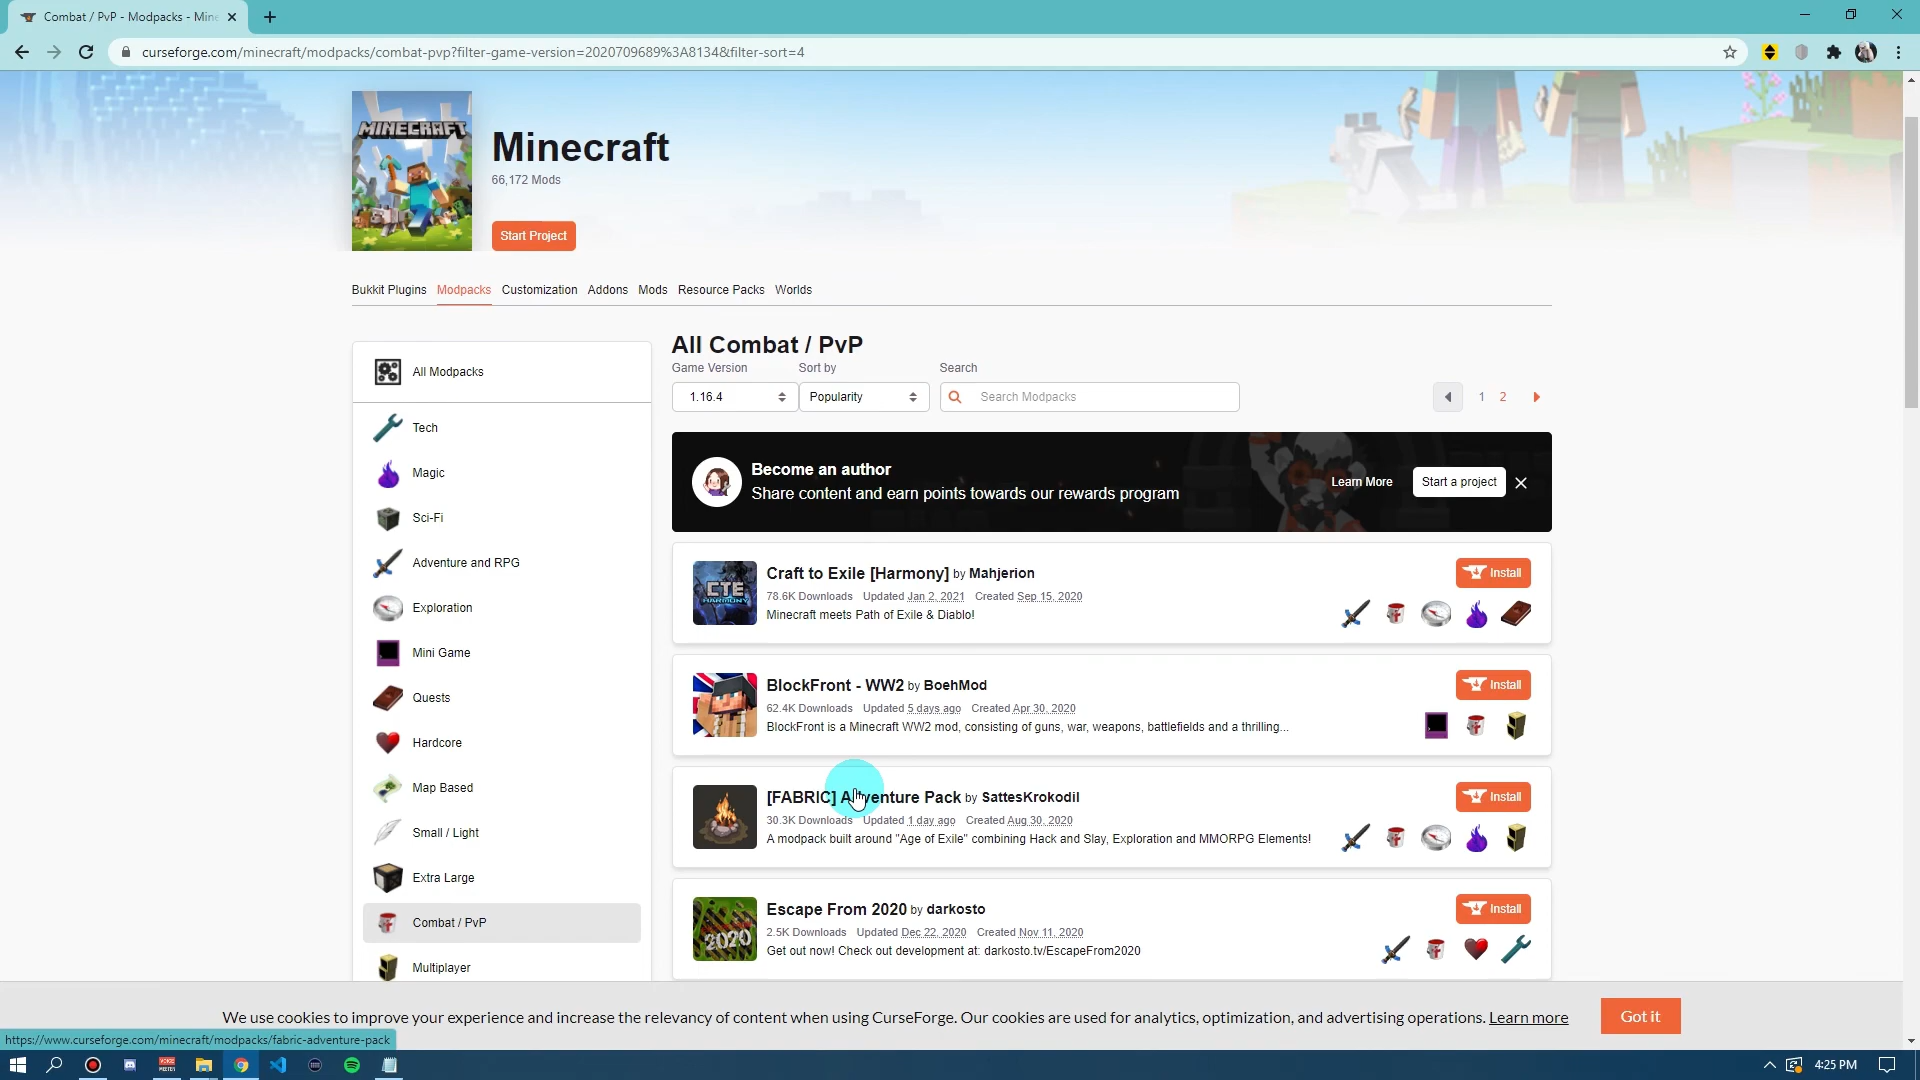 Combat / PvP - Modpacks - Mine
curseforge.com/minecraft/modpacks/combat-pvp?filter-game-version=2020709689%3A8134&filter-sort=4
MINECRAFT
Minecraft
66,172 Mods
Start Project
Bukkit Plugins Modpacks Customization Addons Mods Resource Packs Worlds
All Modpacks
Tech
Magic
Sci-Fi
Adventure and RPG
Exploration
Mini Game
Quests
Hardcore
Map Based
Small / Light
Extra Large
Combat / PvP
Multiplayer
All Combat / PvP
Game Version Sort by Search
1.16.4 Popularity Search Modpacks 1 2
Become an author
Share content and earn points towards our rewards program
Learn More Start a project
CTE
HARMONY
Craft to Exile [Harmony] by Mahjerion
78.6K Downloads Updated Jan 2, 2021 Created Sep 15, 2020
Minecraft meets Path of Exile & Diablo!
Install
BlockFront - WW2 by BoehMod
62.4K Downloads Updated 5 days ago Created Apr 30, 2020
BlockFront is a Minecraft WW2 mod, consisting of guns, war, weapons, battlefields and a thrilling...
Install
[FABRIC] Adventure Pack by SattesKrokodil
30.3K Downloads Updated 1 day ago Created Aug 30, 2020
A modpack built around "Age of Exile" combining Hack and Slay, Exploration and MMORPG Elements!
Install
2020
Escape From 2020 by darkosto
2.5K Downloads Updated Dec 22, 2020 Created Nov 11, 2020
Get out now! Check out development at: darkosto.tv/EscapeFrom2020
Install
We use cookies to improve your experience and increase the relevancy of content when using CurseForge. Our cookies are used for analytics, optimization, and advertising operations. Learn more
Got it
https://www.curseforge.com/minecraft/modpacks/fabric-adventure-pack
4:25 PM